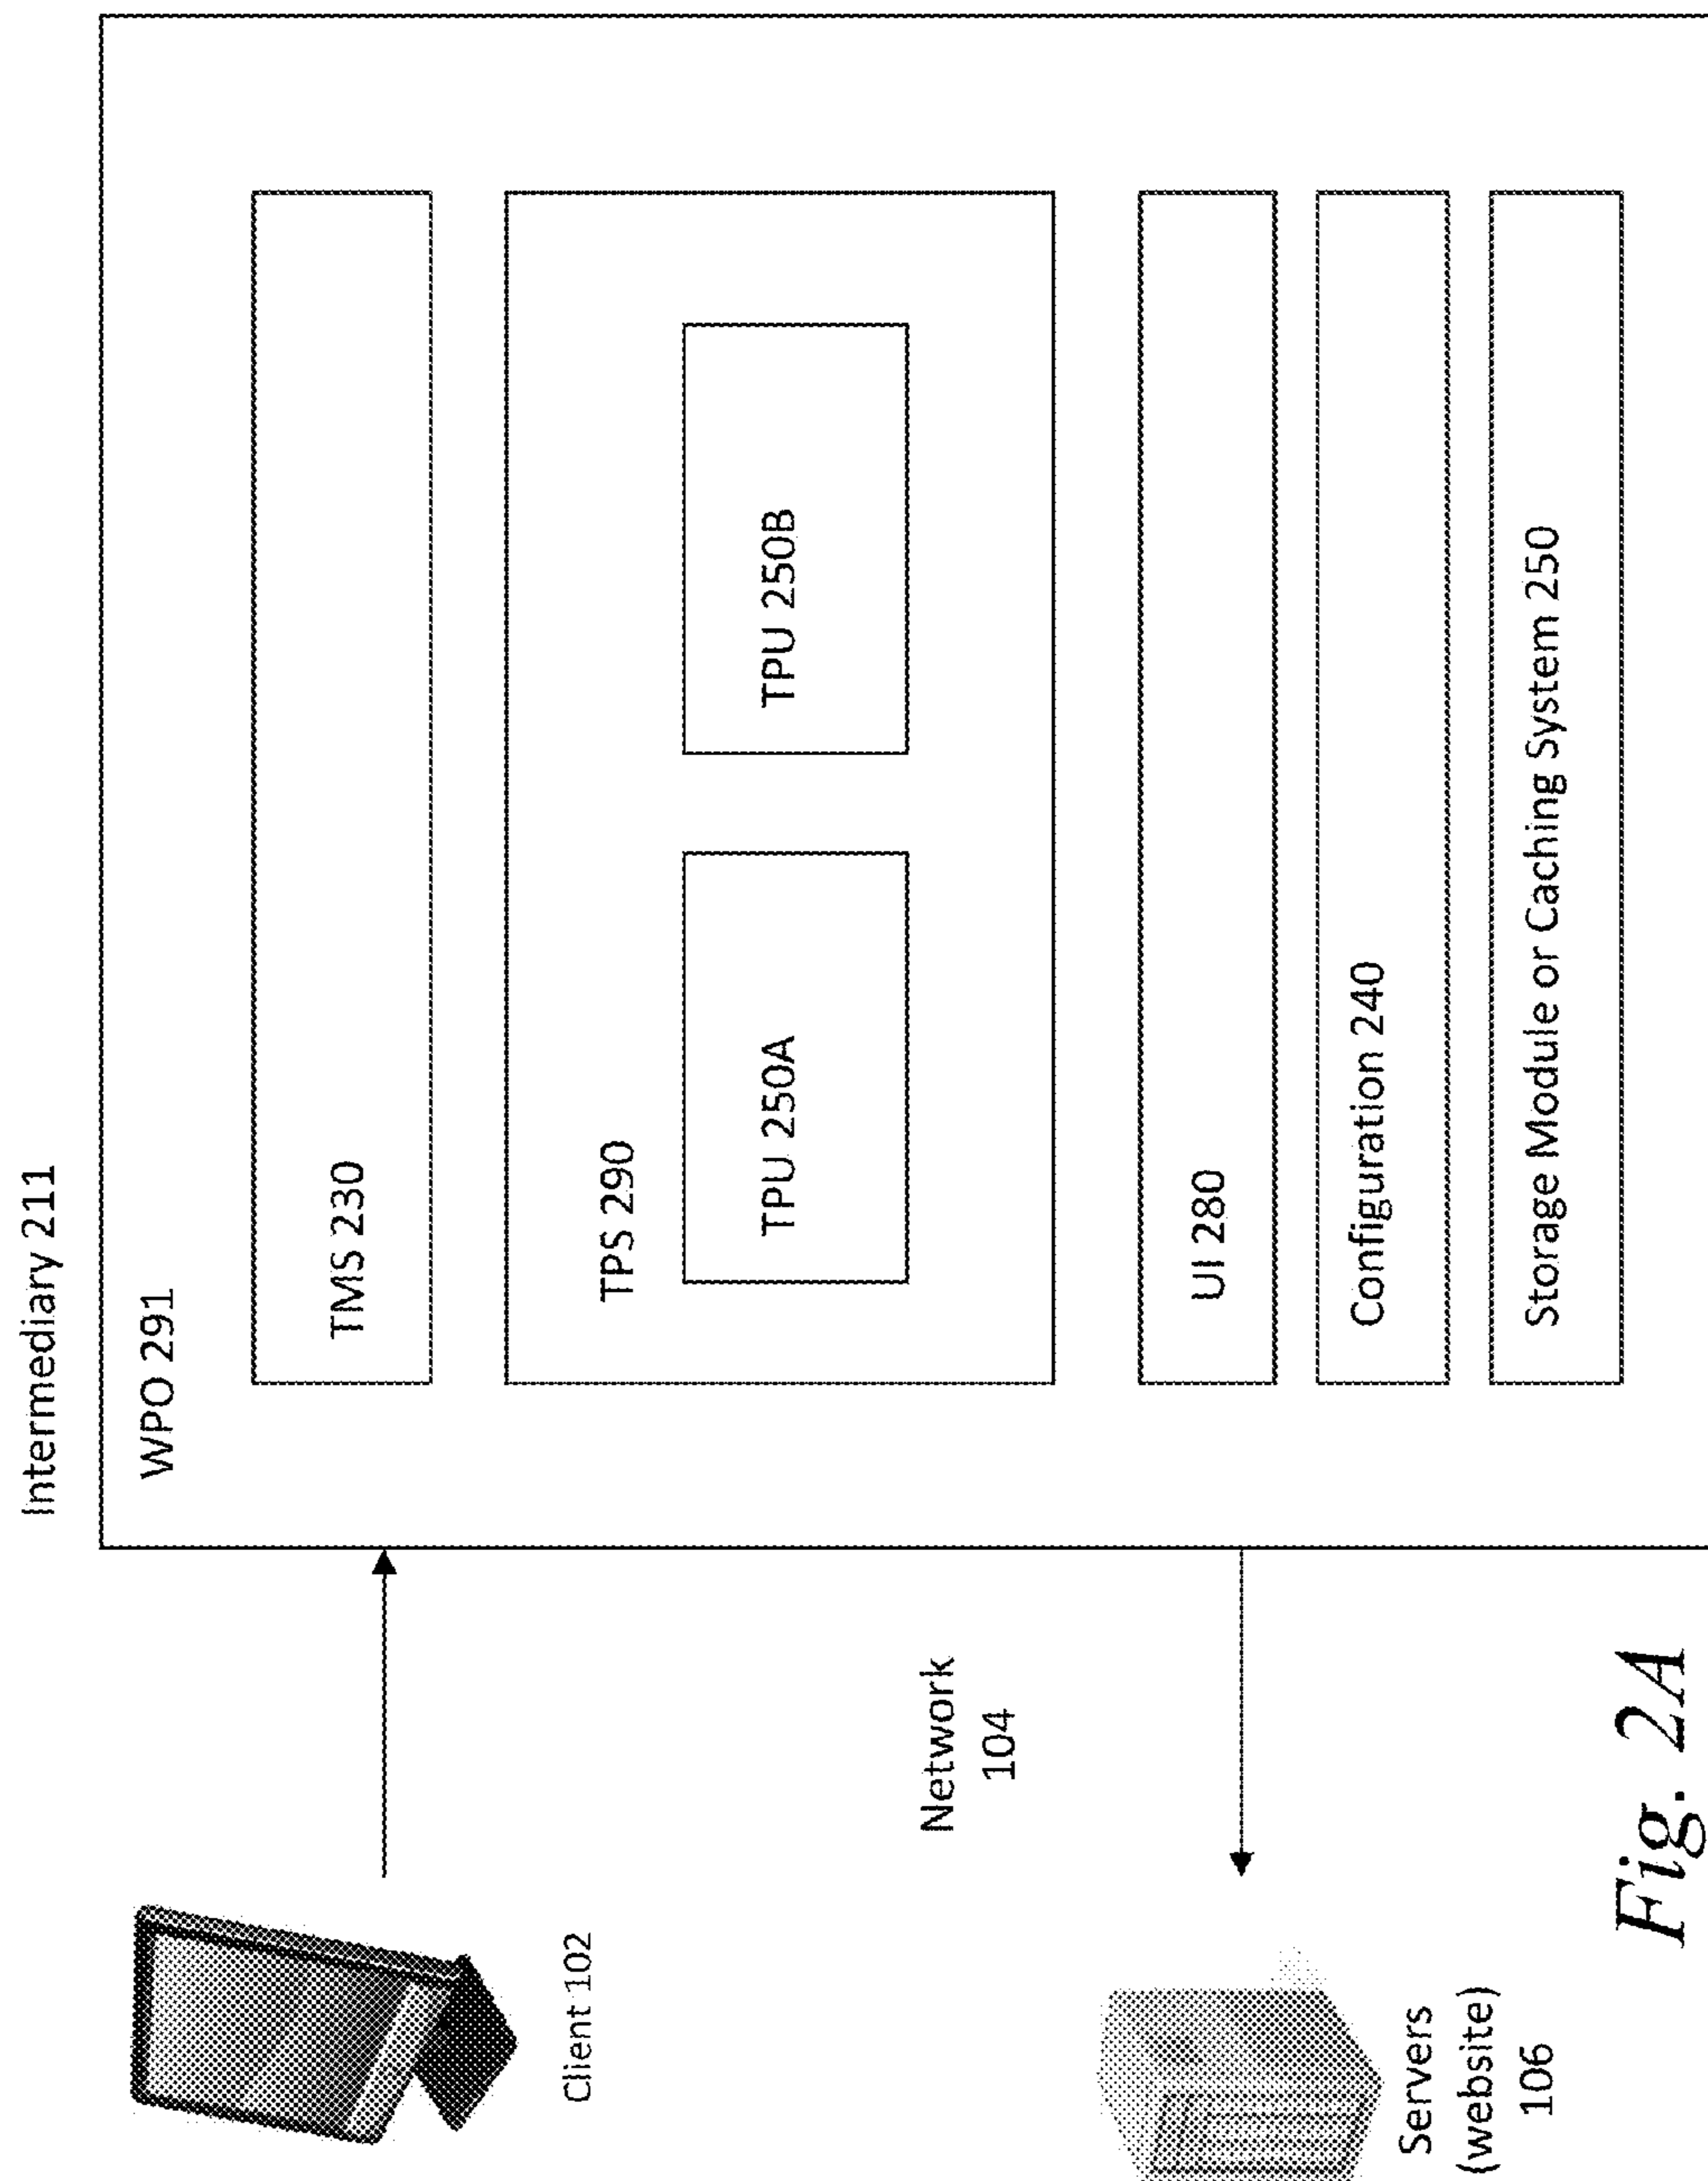 Intermediary 211
WPO 291
TMS 230
TPS 290
TPU 250A
TPU 250B
UI 280
Configuration 240
Storage Module or Caching System 250
Client 102
Network
104
Servers
(website)
106
Fig. 2A